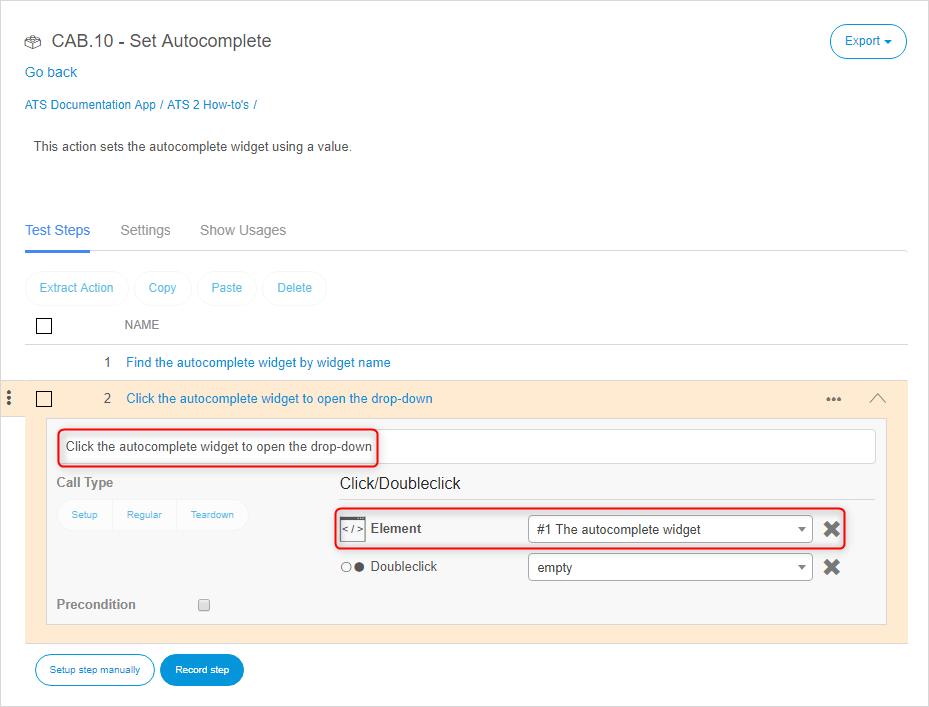 CAB.10 - Set Autocomplete
Export
Go back
ATS Documentation App / ATS 2 How-to's /
This action sets the autocomplete widget using a value.
Test Steps Settings Show Usages
Extract Action Copy Paste Delete
NAME
1 Find the autocomplete widget by widget name
2 Click the autocomplete widget to open the drop-down
Click the autocomplete widget to open the drop-down
Call Type
Click/Doubleclick
Setup Regular Teardown
</> Element #1 The autocomplete widget
Doubleclick empty
Precondition
Setup step manually Record step